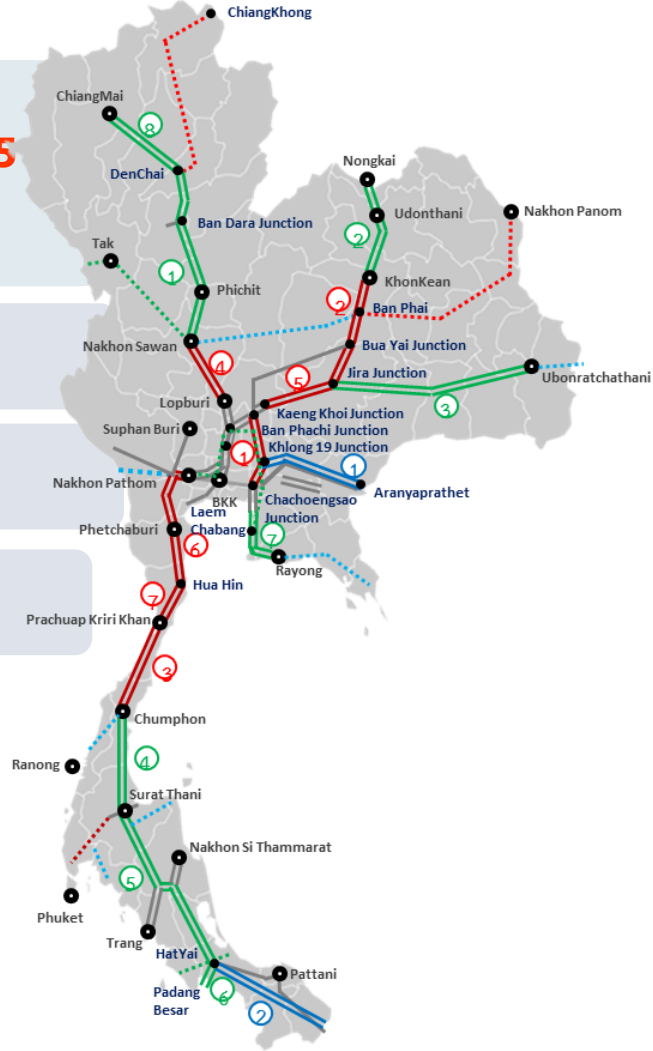 ChiangKhong
ChiangMai
8
5
DenChai
Nongkai
Nakhon Panom
Udonthani
Ban Dara Junction
2
Tak
1
KhonKean
Phichit
2
Ban Phai
Nakhon Sawan
Bua Yai Junction
4
5
Jira Junction
Ubonratchathani
Lopburi
3
Kaeng Khoi Junction
Suphan Buri
Ban Phachi Junction
1
Khlong 19 Junction
1
Nakhon Pathom
Aranyaprathet
BKK
Chachoengsao
Junction
Laem
Chabang
Phetchaburi
7
6
Rayong
Hua Hin
7
Prachuap Kriri Khan
3
Chumphon
4
Ranong
Surat Thani
Nakhon Si Thammarat
5
Phuket
Trang
HatYai
Pattani
Padang
Besar
6
2